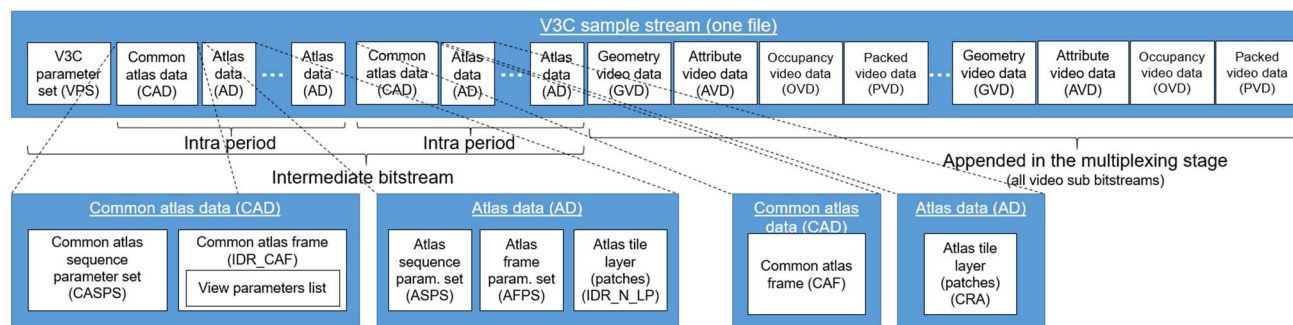 V3C sample stream (one file)
V3C
parameter
set (VPS)
Common
atlas data
(CAD)
Atlas
data
(AD)
...
Atlas
data
(AD)
Common
atlas data
(CAD)
Atlas
data
(AD)
...
Atlas
data
(AD)
Geometry
video data
(GVD)
Attribute
video data
(AVD)
Occupancy
video data
(OVD)
Packed
video data
(PVD)
...
Geometry
video data
(GVD)
Attribute
video data
(AVD)
Occupancy
video data
(OVD)
Packed
video data
(PVD)
Intra period
Intra period
Intermediate bitstream
Appended in the multiplexing stage
(all video sub bitstreams)
Common atlas data (CAD)
Common atlas
sequence
parameter set
(CASPS)
Common atlas frame
(IDR_CAF)
View parameters list
Atlas data (AD)
Atlas
sequence
param. set
(ASPS)
Atlas
frame
param. set
(AFPS)
Atlas tile
layer
(patches)
(IDR_N_LP)
Common atlas
data (CAD)
Common atlas
frame (CAF)
Atlas data (AD)
Atlas tile
layer
(patches)
(CRA)